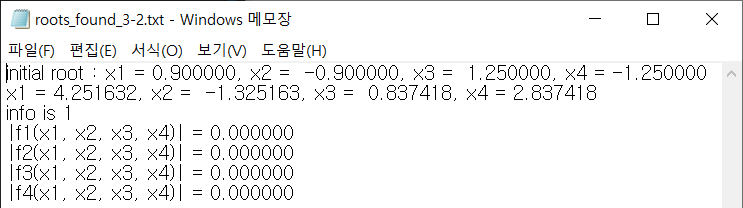 roots_found_3-2.txt - Windows 메모장
파일(F) 편집(E) 서식(O) 보기(V) 도움말(H)
initial root : x1 = 0.900000, x2 =  -0.900000, x3 =  1.250000, x4 = -1.250000
x1 = 4.251632, x2 =  -1.325163, x3 =  0.837418, x4 = 2.837418
info is 1
|f1(x1, x2, x3, x4)| = 0.000000
|f2(x1, x2, x3, x4)| = 0.000000
|f3(x1, x2, x3, x4)| = 0.000000
|f4(x1, x2, x3, x4)| = 0.000000